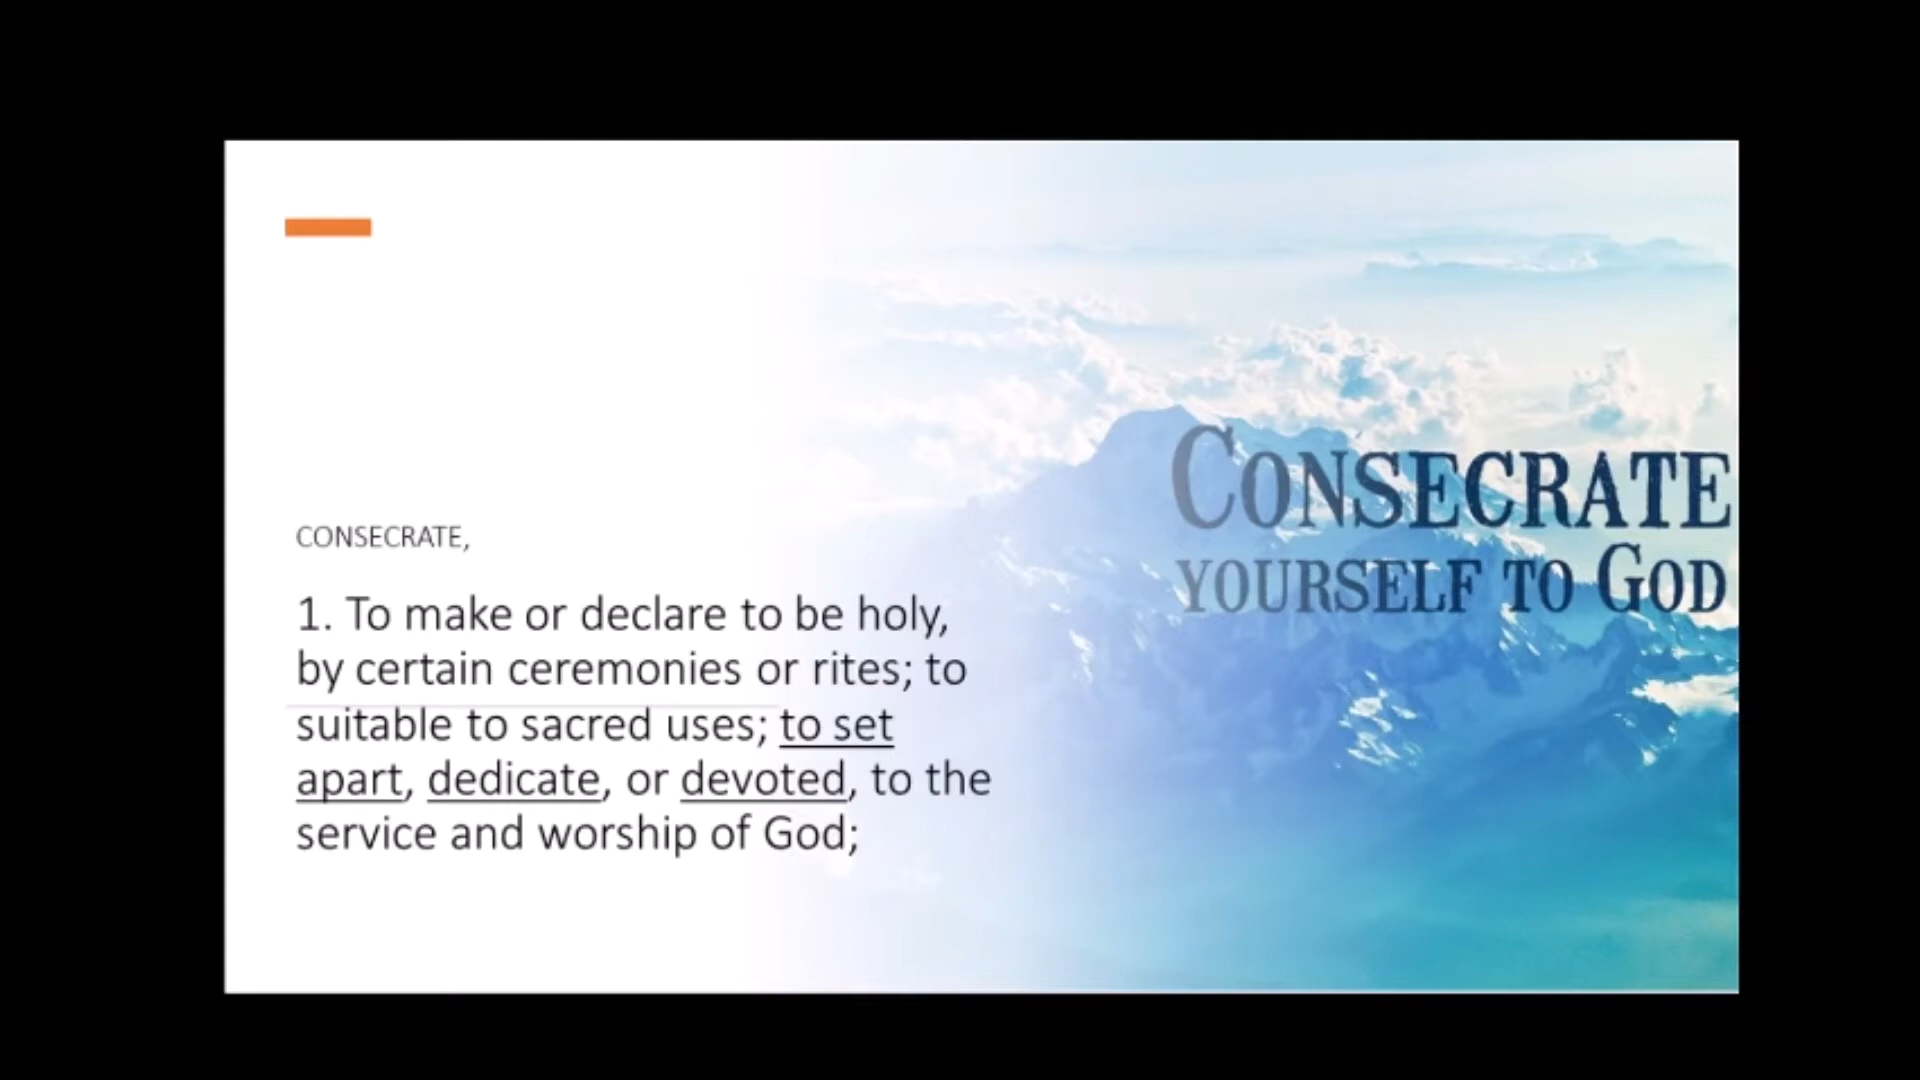 CONSECRATE,
1. To make or declare to be holy,
by certain ceremonies or rites; to
suitable to sacred uses; to set
apart, dedicate, or devoted, to the
service and worship of God;
CONSECRATE
YOURSELF TO GOD